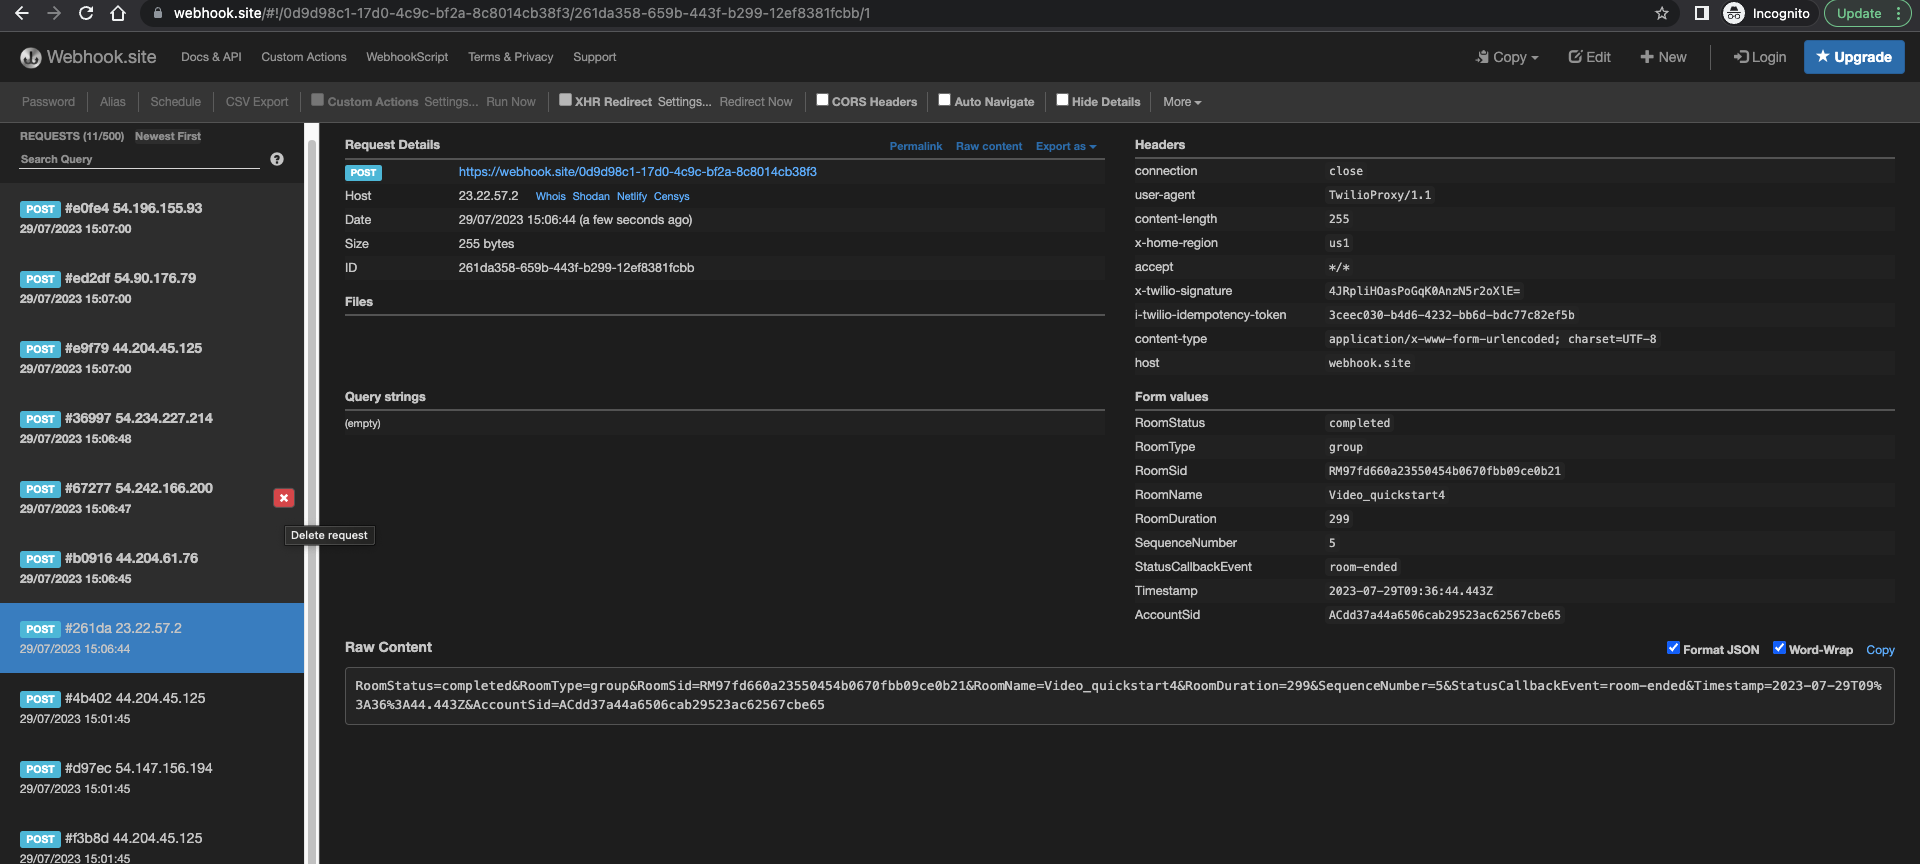 webhook.site/#!/0d9d98c1-17d0-4c9c-bf2a-8c8014cb38f3/261da358-659b-443f-b299-12ef8381fcbb/1
Incognito
Update
Webhook.site
Docs & API
Custom Actions
WebhookScript
Terms & Privacy
Support
Copy
Edit
New
Login
Upgrade
Password
Alias
Schedule
CSV Export
Custom Actions Settings... Run Now
XHR Redirect Settings... Redirect Now
CORS Headers
Auto Navigate
Hide Details
More
REQUESTS (11/500) Newest First
Search Query
?
POST #e0fe4 54.196.155.93
29/07/2023 15:07:00
POST #ed2df 54.90.176.79
29/07/2023 15:07:00
POST #e9f79 44.204.45.125
29/07/2023 15:07:00
POST #36997 54.234.227.214
29/07/2023 15:06:48
POST #67277 54.242.166.200
29/07/2023 15:06:47
Delete request
POST #b0916 44.204.61.76
29/07/2023 15:06:45
POST #261da 23.22.57.2
29/07/2023 15:06:44
POST #4b402 44.204.45.125
29/07/2023 15:01:45
POST #d97ec 54.147.156.194
29/07/2023 15:01:45
POST #f3b8d 44.204.45.125
29/07/2023 15:01:45
Request Details
Permalink Raw content Export as
POST https://webhook.site/0d9d98c1-17d0-4c9c-bf2a-8c8014cb38f3
Host 23.22.57.2 Whois Shodan Netlify Censys
Date 29/07/2023 15:06:44 (a few seconds ago)
Size 255 bytes
ID 261da358-659b-443f-b299-12ef8381fcbb
Files
Query strings
(empty)
Headers
connection close
user-agent TwilioProxy/1.1
content-length 255
x-home-region us1
accept */*
x-twilio-signature 4JRpliHOasPoGqK0AnzN5r2oXlE=
i-twilio-idempotency-token 3ceec030-b4d6-4232-bb6d-bdc77c82ef5b
content-type application/x-www-form-urlencoded; charset=UTF-8
host webhook.site
Form values
RoomStatus completed
RoomType group
RoomSid RM97fd660a23550454b0670fbb09ce0b21
RoomName Video_quickstart4
RoomDuration 299
SequenceNumber 5
StatusCallbackEvent room-ended
Timestamp 2023-07-29T09:36:44.443Z
AccountSid ACdd37a44a6506cab29523ac62567cbe65
Raw Content
Format JSON Word-Wrap Copy
RoomStatus=completed&RoomType=group&RoomSid=RM97fd660a23550454b0670fbb09ce0b21&RoomName=Video_quickstart4&RoomDuration=299&SequenceNumber=5&StatusCallbackEvent=room-ended&Timestamp=2023-07-29T09%
3A36%3A44.443Z&AccountSid=ACdd37a44a6506cab29523ac62567cbe65